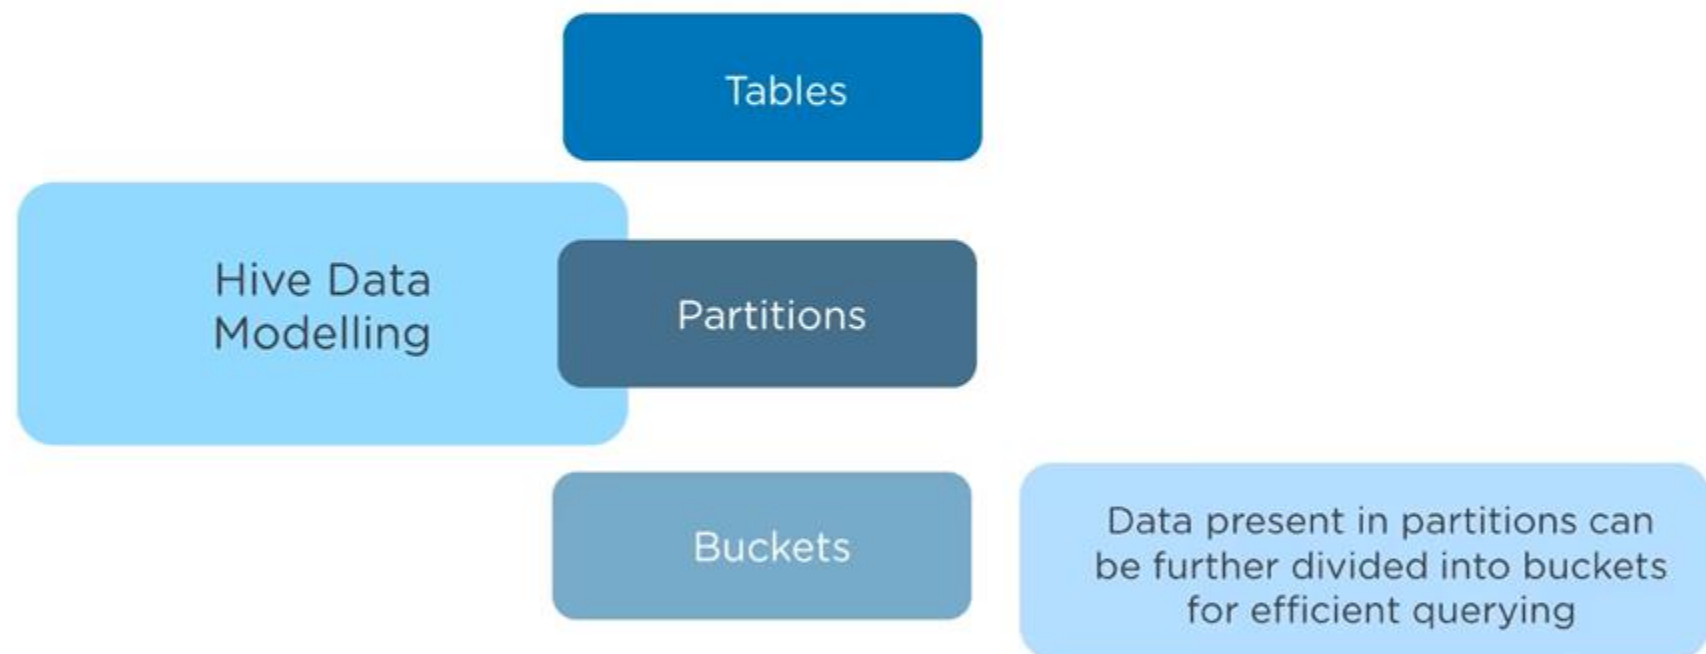 Tables
Hive Data
Modelling
Partitions
Buckets
Data present in partitions can
be further divided into buckets
for efficient querying